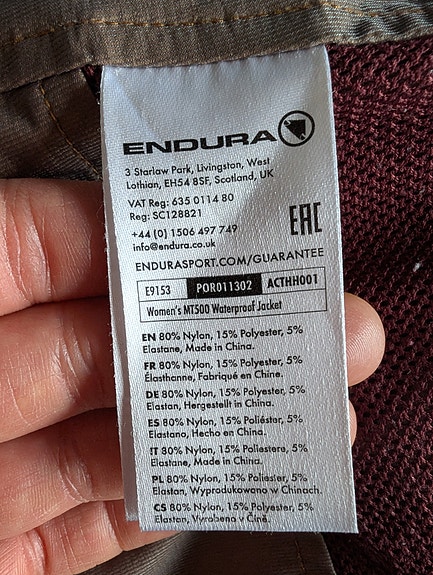 ENDURA
3 Starlaw Park, Livingston, West
Lothian, EH54 8SF, Scotland, UK
VAT Reg: 635 0114 80
Reg: SC128821
EAC
+44 (0) 1506 497 749
info@endura.co.uk
ENDURASPORT.COM/GUARANTEE
E9153 POR011302 ACTHH001
Women's MT500 Waterproof Jacket
EN 80% Nylon, 15% Polyester, 5%
Elastane, Made in China.
FR 80% Nylon, 15% Polyester, 5%
Élasthanne, Fabriqué en Chine.
DE 80% Nylon, 15% Polyester, 5%
Elastan, Hergestellt in China.
ES 80% Nylon, 15% Poliéstar, 5%
Elastano, Hecho en China.
IT 80% Nylon, 15% Poliestere, 5%
Elastane, Made in China.
PL 80% Nylon, 15% Poliester, 5%
Elastan, Wyprodukowano w Chinach.
CS 80% Nylon, 15% Polyester, 5%
Elastan, Vyrobeno v Číně.